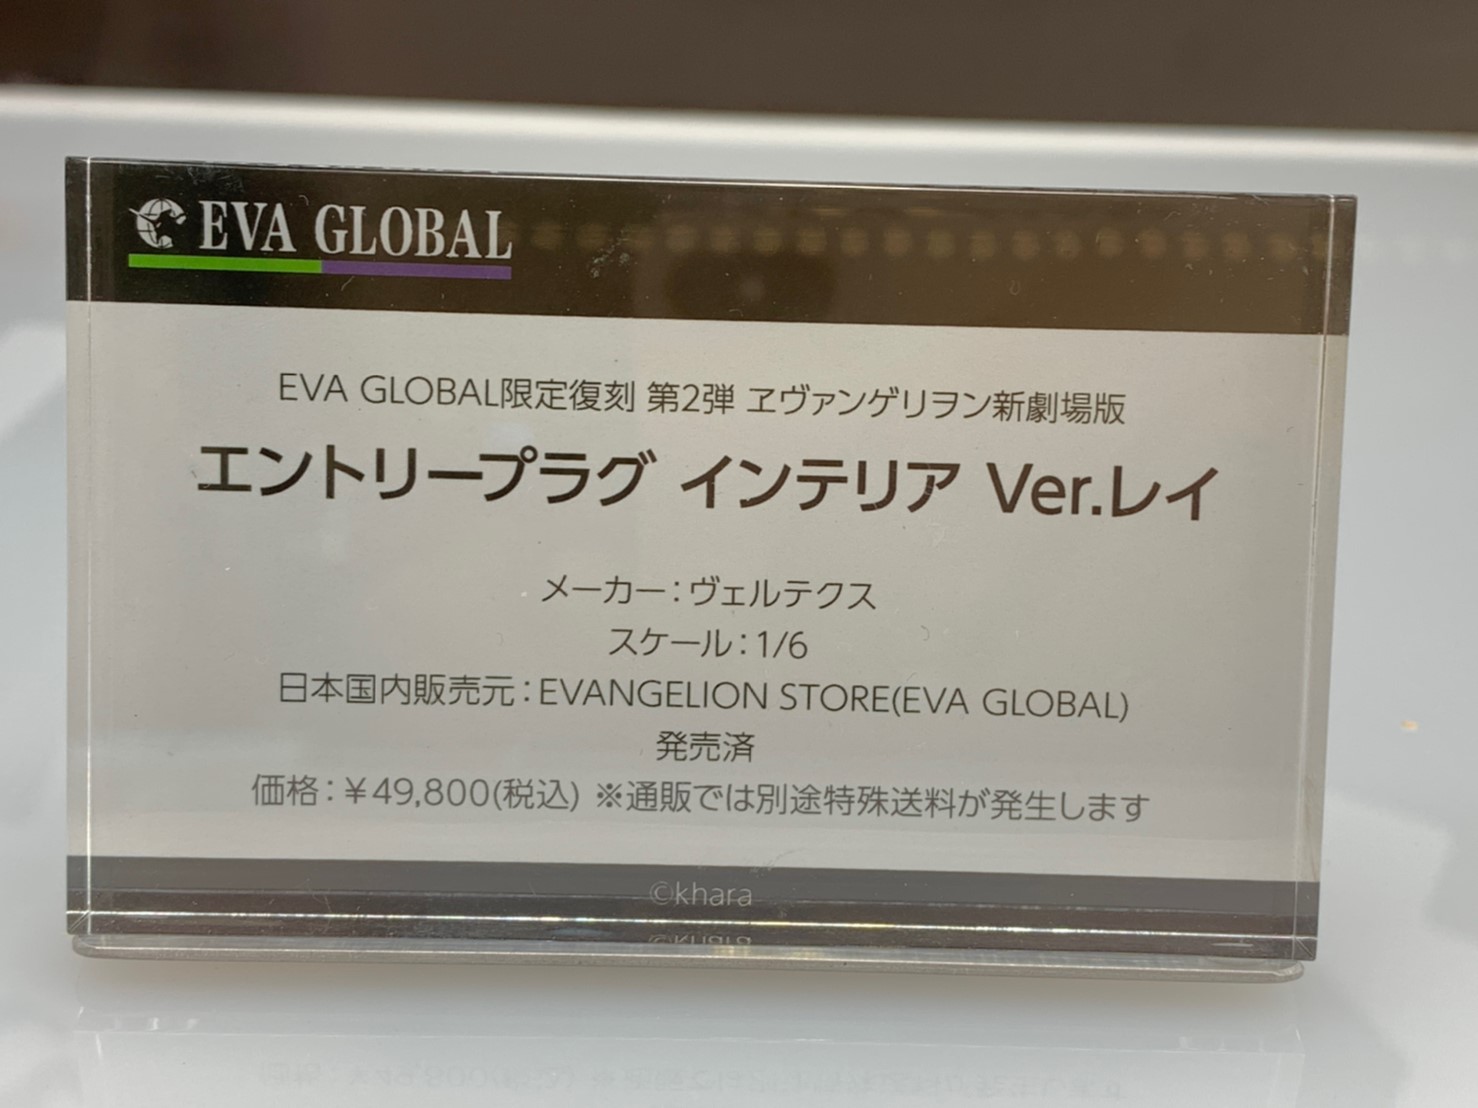 EVA GLOBAL
EVA GLOBAL限定復刻 第2弾 ヱヴァンゲリヲン新劇場版
エントリープラグ インテリア Ver.レイ
メーカー：ヴェルテクス
スケール：1/6
日本国内販売元：EVANGELION STORE(EVA GLOBAL)
発売済
価格：￥49,800(税込) ※通販では別途特殊送料が発生します
©khara